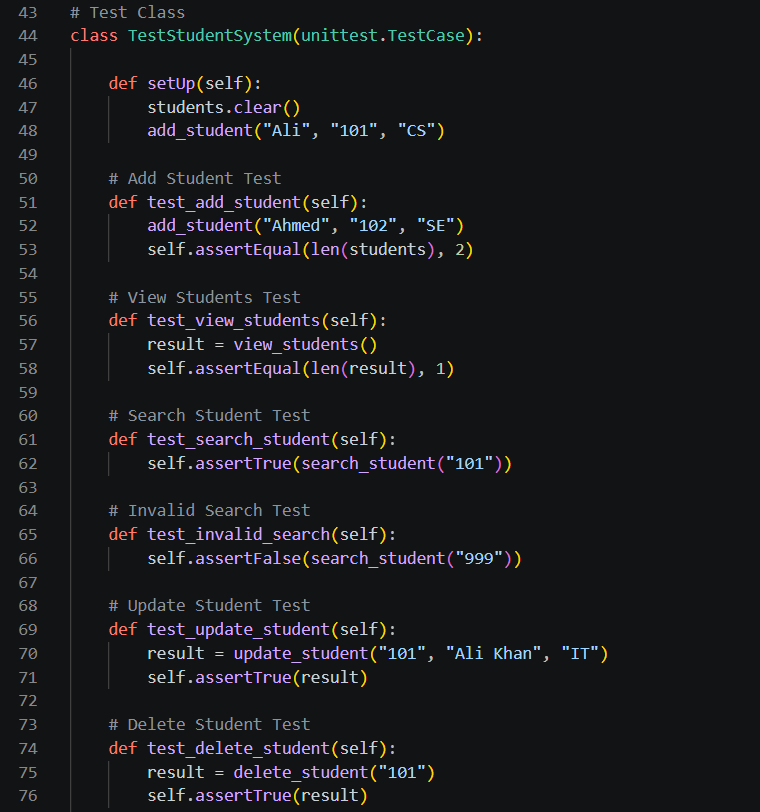 43 # Test Class
44 class TestStudentSystem(unittest.TestCase):
45
46     def setUp(self):
47         students.clear()
48         add_student("Ali", "101", "CS")
49
50     # Add Student Test
51     def test_add_student(self):
52         add_student("Ahmed", "102", "SE")
53         self.assertEqual(len(students), 2)
54
55     # View Students Test
56     def test_view_students(self):
57         result = view_students()
58         self.assertEqual(len(result), 1)
59
60     # Search Student Test
61     def test_search_student(self):
62         self.assertTrue(search_student("101"))
63
64     # Invalid Search Test
65     def test_invalid_search(self):
66         self.assertFalse(search_student("999"))
67
68     # Update Student Test
69     def test_update_student(self):
70         result = update_student("101", "Ali Khan", "IT")
71         self.assertTrue(result)
72
73     # Delete Student Test
74     def test_delete_student(self):
75         result = delete_student("101")
76         self.assertTrue(result)